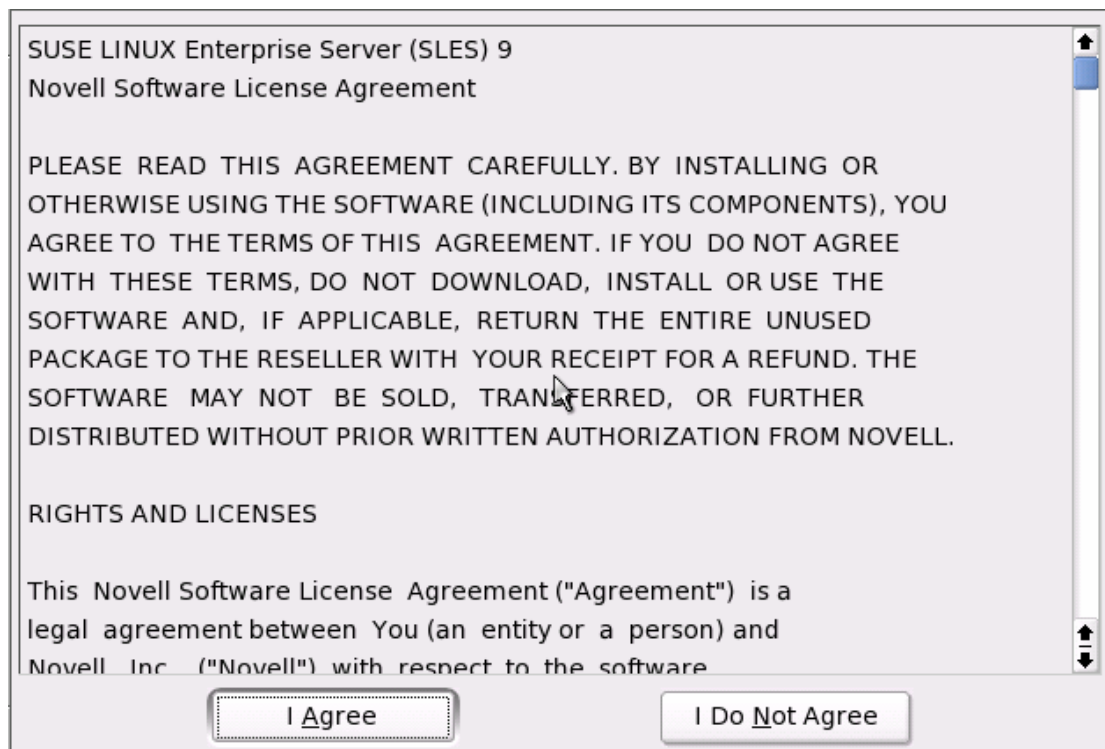 SUSE LINUX Enterprise Server (SLES) 9
Novell Software License Agreement
PLEASE READ THIS AGREEMENT CAREFULLY. BY INSTALLING OR
OTHERWISE USING THE SOFTWARE (INCLUDING ITS COMPONENTS), YOU
AGREE TO THE TERMS OF THIS AGREEMENT. IF YOU DO NOT AGREE
WITH THESE TERMS, DO NOT DOWNLOAD, INSTALL OR USE THE
SOFTWARE AND, IF APPLICABLE, RETURN THE ENTIRE UNUSED
PACKAGE TO THE RESELLER WITH YOUR RECEIPT FOR A REFUND. THE
SOFTWARE MAY NOT BE SOLD, TRANSFERRED, OR FURTHER
DISTRIBUTED WITHOUT PRIOR WRITTEN AUTHORIZATION FROM NOVELL.
RIGHTS AND LICENSES
This Novell Software License Agreement ("Agreement") is a
legal agreement between You (an entity or a person) and
Novell, Inc. ("Novell") with respect to the software
I Agree
I Do Not Agree